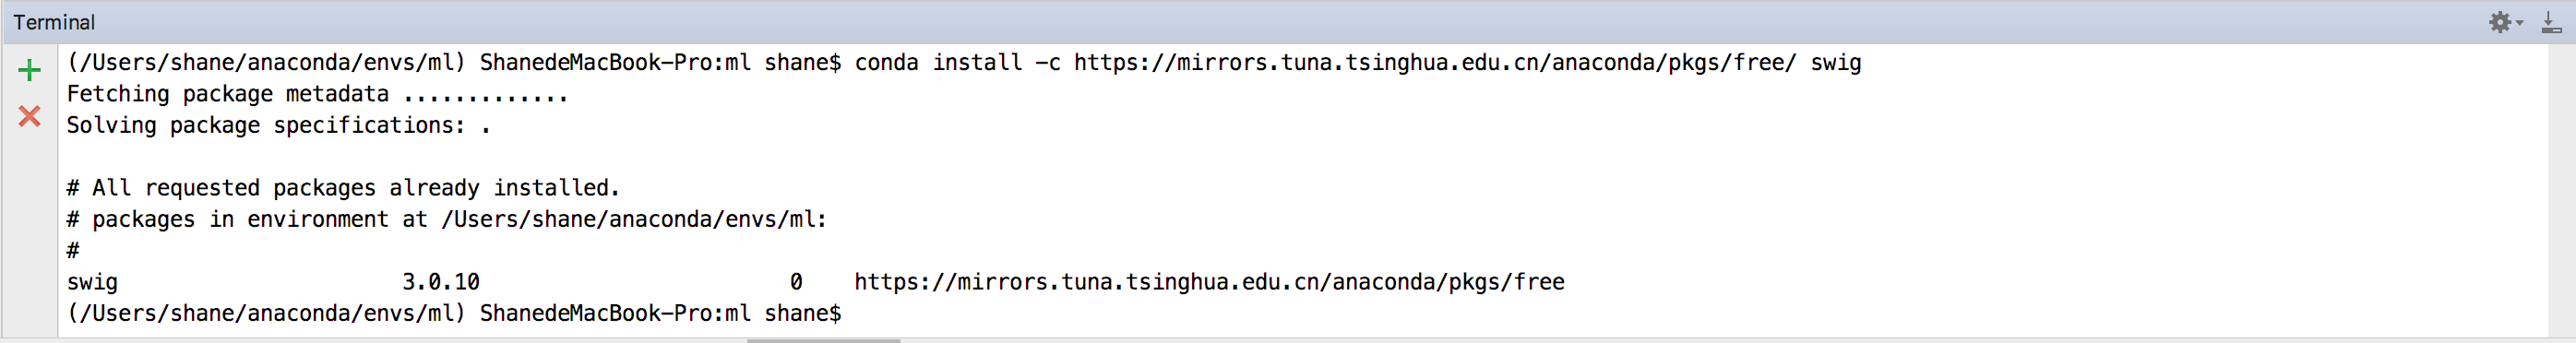 Terminal
(/Users/shane/anaconda/envs/ml) ShanedeMacBook-Pro:ml shane$ conda install -c https://mirrors.tuna.tsinghua.edu.cn/anaconda/pkgs/free/ swig
Fetching package metadata .............
Solving package specifications: .
# All requested packages already installed.
# packages in environment at /Users/shane/anaconda/envs/ml:
#
swig                      3.0.10                        0    https://mirrors.tuna.tsinghua.edu.cn/anaconda/pkgs/free
(/Users/shane/anaconda/envs/ml) ShanedeMacBook-Pro:ml shane$